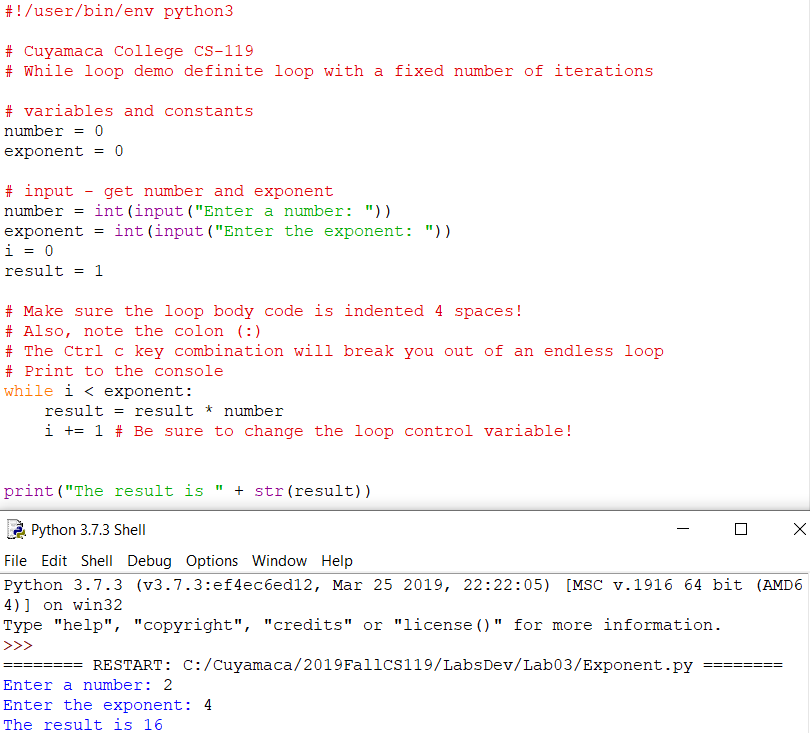 #!/user/bin/env python3

# Cuyamaca College CS-119
# While loop demo definite loop with a fixed number of iterations

# variables and constants
number = 0
exponent = 0

# input - get number and exponent
number = int(input("Enter a number: "))
exponent = int(input("Enter the exponent: "))
i = 0
result = 1

# Make sure the loop body code is indented 4 spaces!
# Also, note the colon (:)
# The Ctrl c key combination will break you out of an endless loop
# Print to the console
while i < exponent:
    result = result * number
    i += 1 # Be sure to change the loop control variable!


print("The result is " + str(result))
Python 3.7.3 Shell
File Edit Shell Debug Options Window Help
Python 3.7.3 (v3.7.3:ef4ec6ed12, Mar 25 2019, 22:22:05) [MSC v.1916 64 bit (AMD6
4)] on win32
Type "help", "copyright", "credits" or "license()" for more information.
>>>
======== RESTART: C:/Cuyamaca/2019FallCS119/LabsDev/Lab03/Exponent.py ========
Enter a number: 2
Enter the exponent: 4
The result is 16